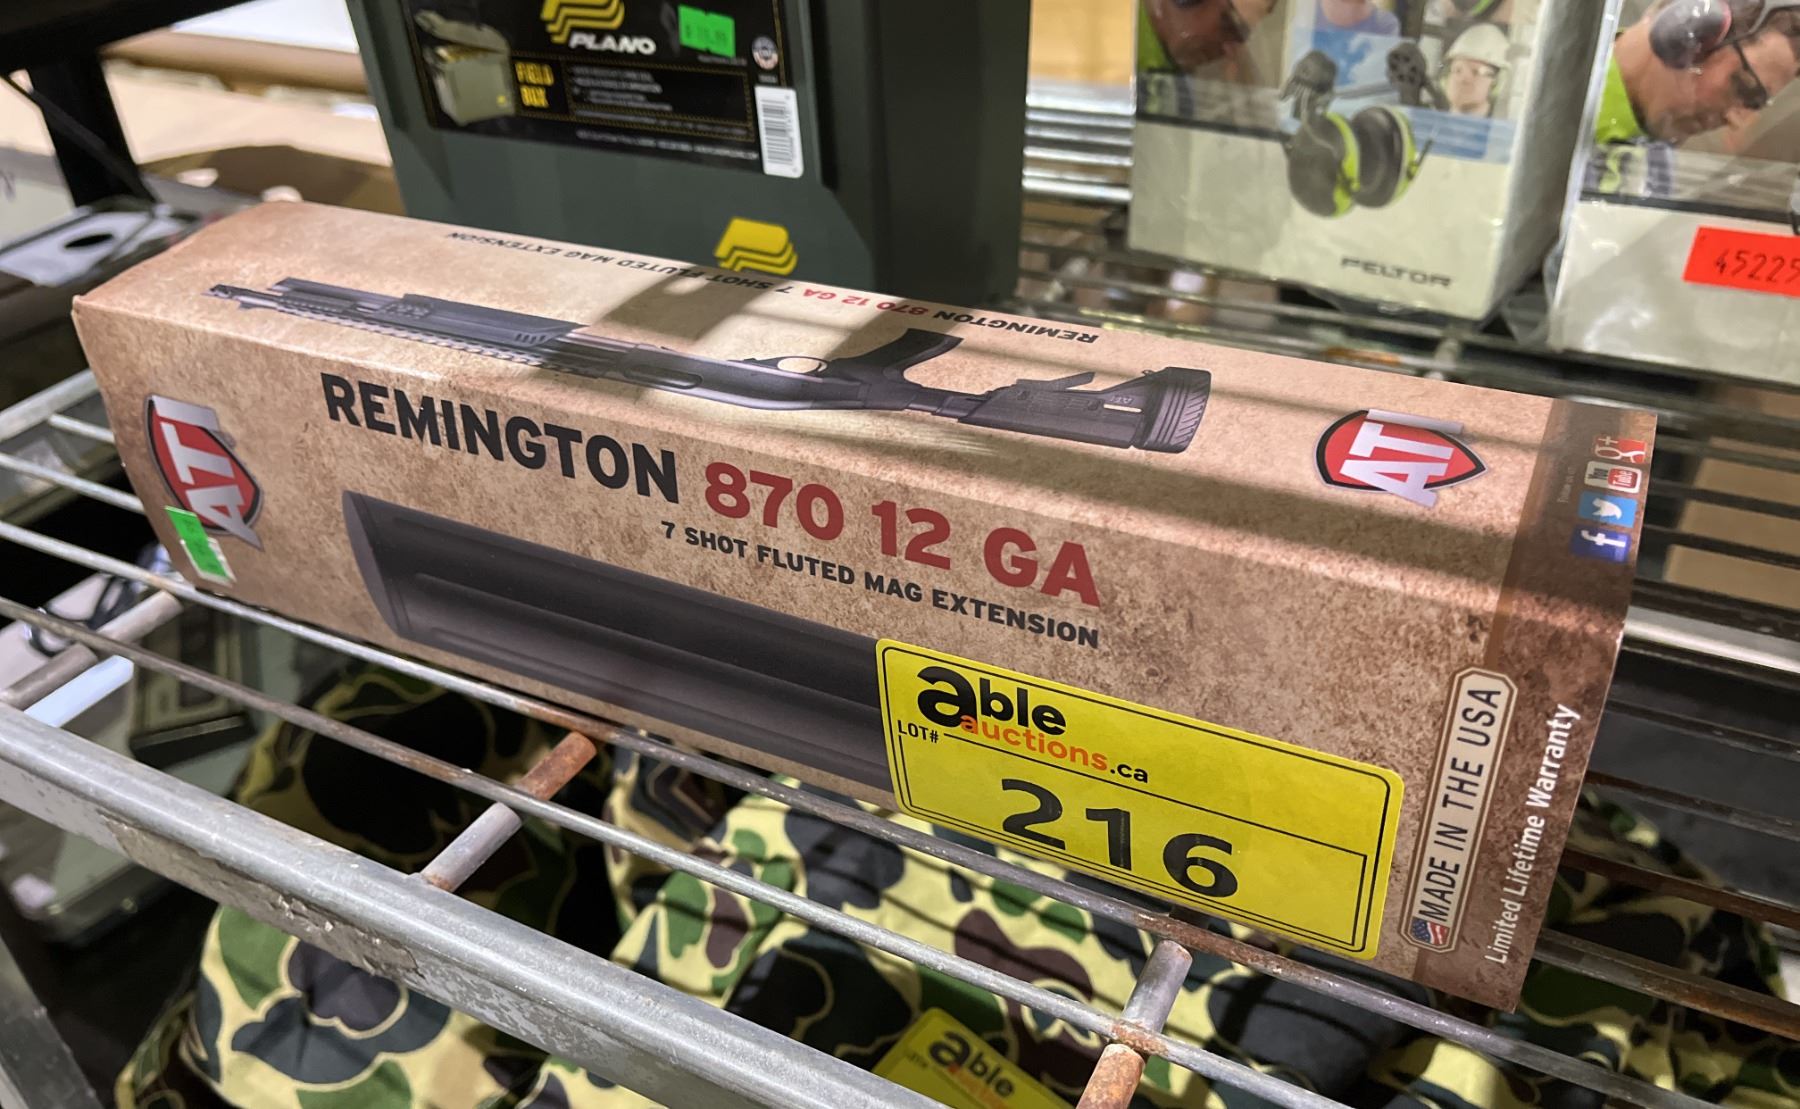 PLANO
FIELD
BOX
PELTOR
45225
REMINGTON 870 12 GA 7 SHOT FLUTED MAG EXTENSION
ATI
ATI
REMINGTON 870 12 GA
7 SHOT FLUTED MAG EXTENSION
You
Tube
able
auctions.ca
LOT#
216
MADE IN THE USA
Limited Lifetime Warranty
able